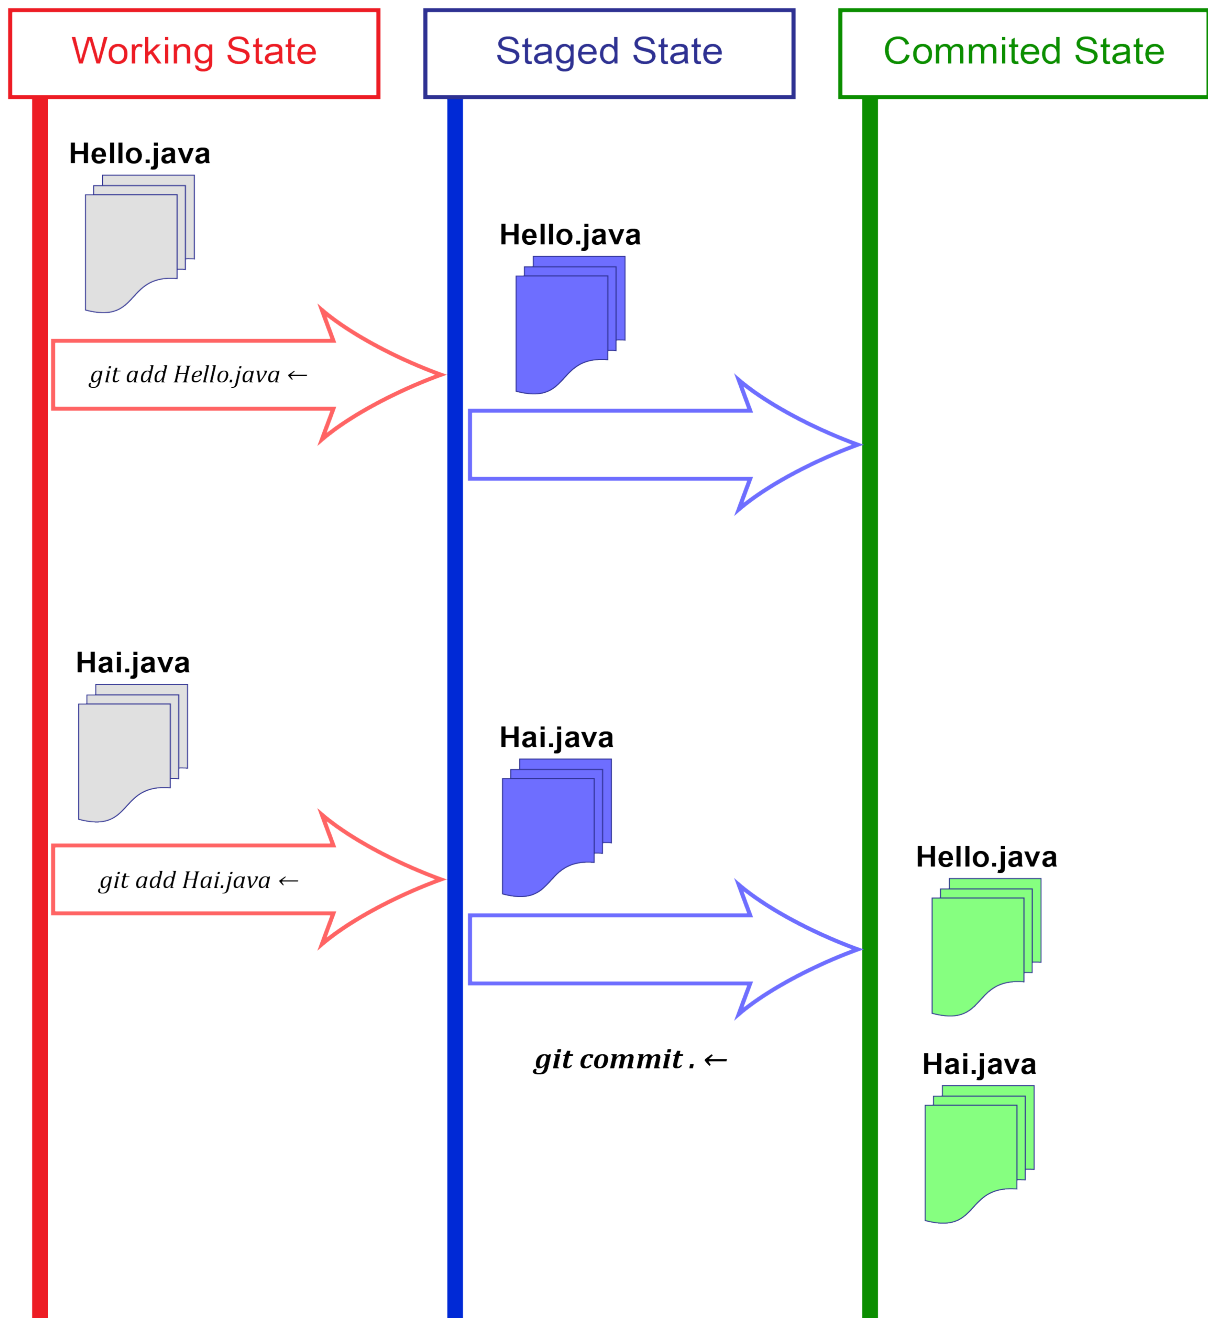 Working State
Staged State
Commited State
Hello.java
Hello.java
git add Hello.java ←
Hai.java
Hai.java
git add Hai.java ←
Hello.java
git commit . ←
Hai.java